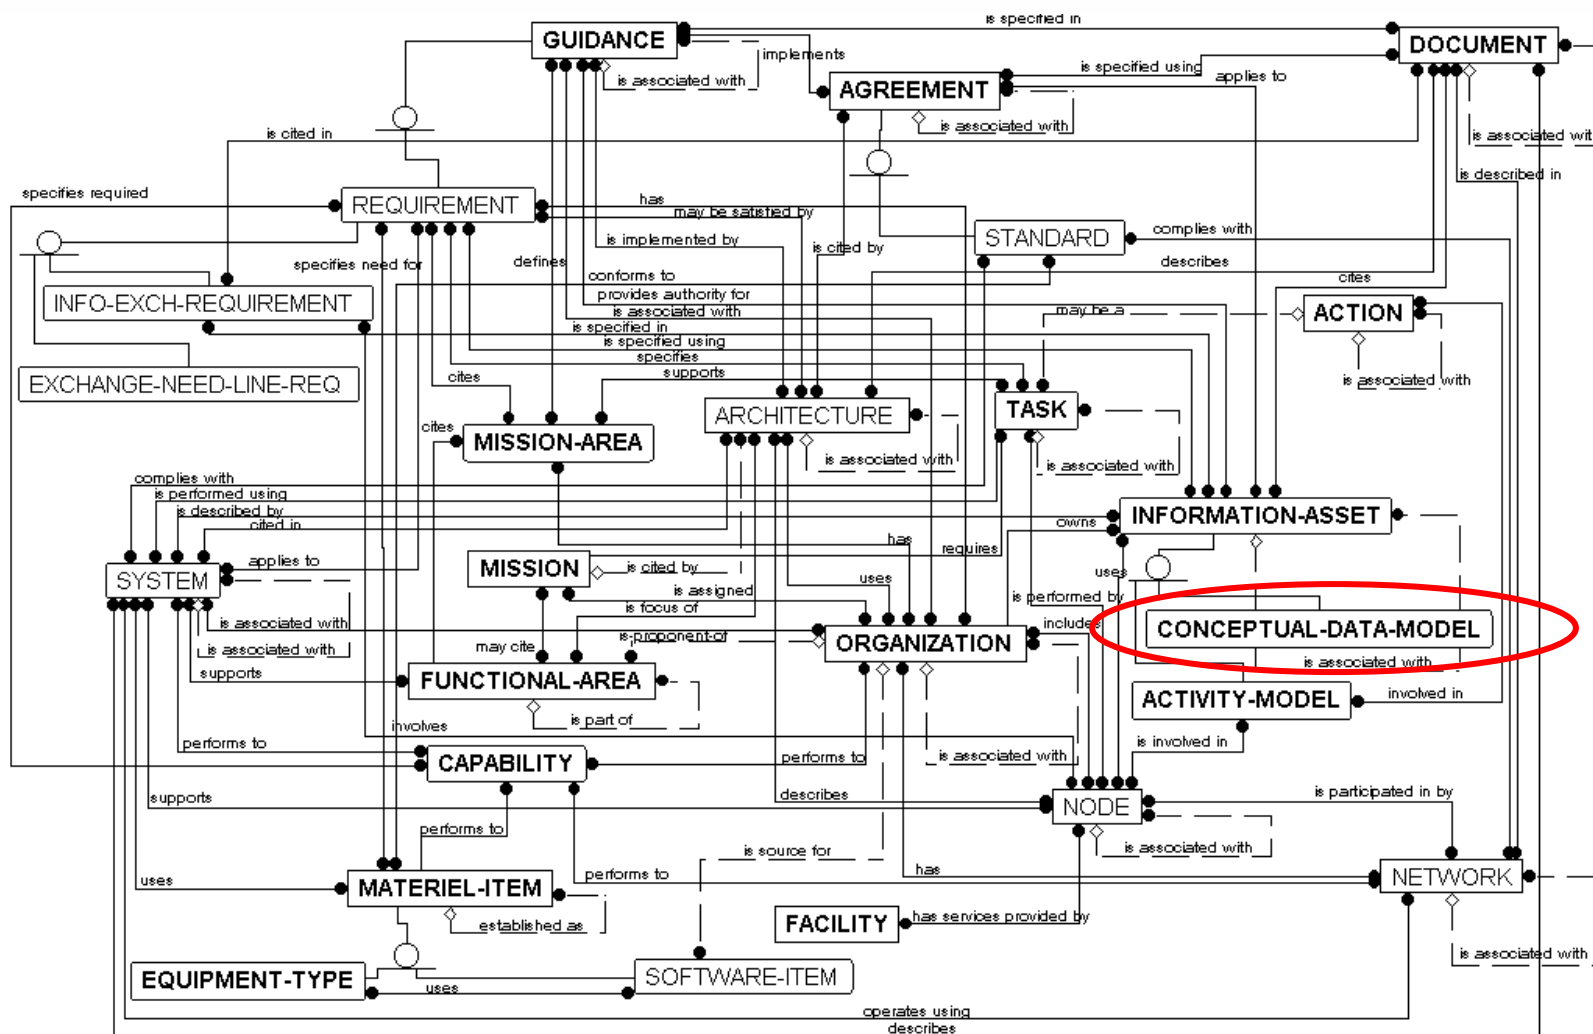 is specified in
GUIDANCE
DOCUMENT
implements
is associated with
is specified using
applies to
AGREEMENT
is associated with
is cited in
is associated wit
is described in
specifies required
REQUIREMENT
has
may be satisfied by
STANDARD
complies with
is implemented by
is cited by
specifies need for
defines
conforms to
describes
cites
INFO-EXCH-REQUIREMENT
provides authority for
is associated with
may be a
ACTION
is specified in
is specified using
specifies
EXCHANGE-NEED-LINE-REQ
cites
supports
is associated with
ARCHITECTURE
TASK
cites
MISSION-AREA
is associated with
is associated with
complies with
is performed using
is described by
cited in
INFORMATION-ASSET
owns
has
requires
applies to
MISSION
is cited by
SYSTEM
uses
uses
is assigned
is performed by
is focus of
is associated with
includes
CONCEPTUAL-DATA-MODEL
is proponent of
ORGANIZATION
is associated with
may cite
is associated with
supports
FUNCTIONAL-AREA
ACTIVITY-MODEL
involved in
is part of
involves
performs to
is associated with
is involved in
CAPABILITY
performs to
supports
describes
NODE
is participated in by
performs to
is source for
is associated with
uses
MATERIEL-ITEM
performs to
has
NETWORK
established as
FACILITY
has services provided by
is associated with
EQUIPMENT-TYPE
uses
SOFTWARE-ITEM
operates using
describes